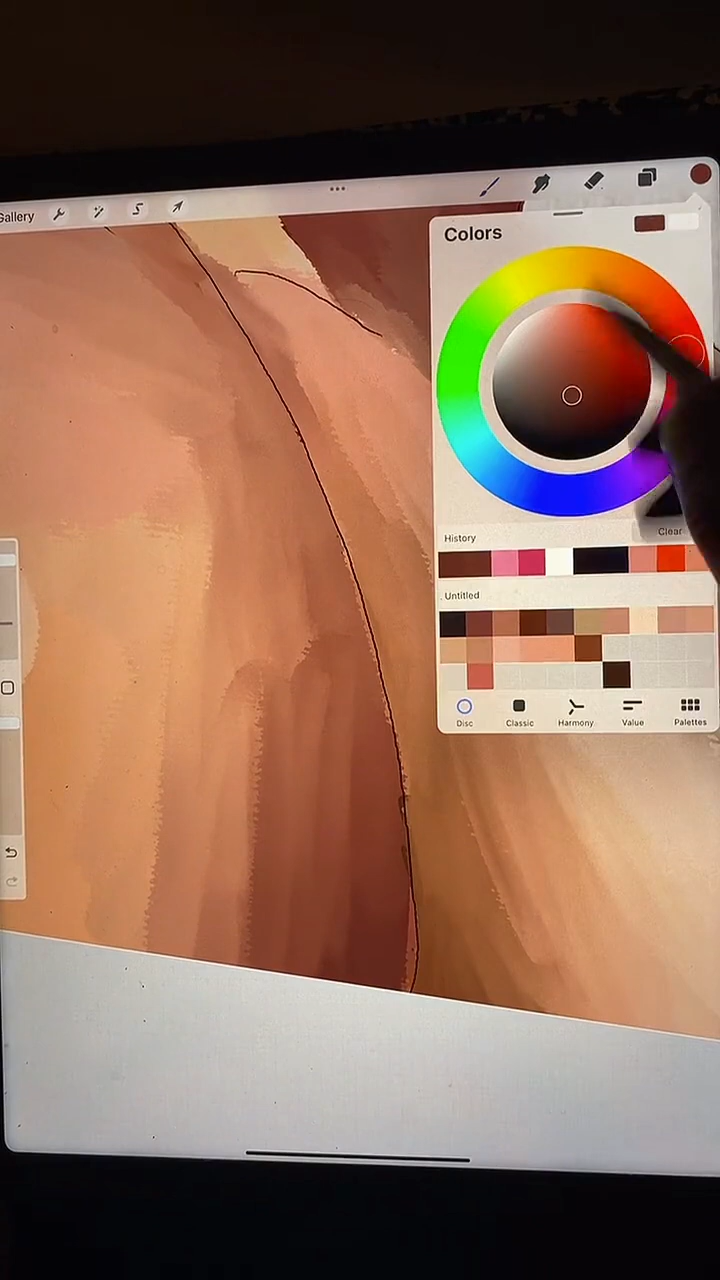 Gallery
Colors
History
Clear
Untitled
Disc
Classic
Harmony
Value
Palettes